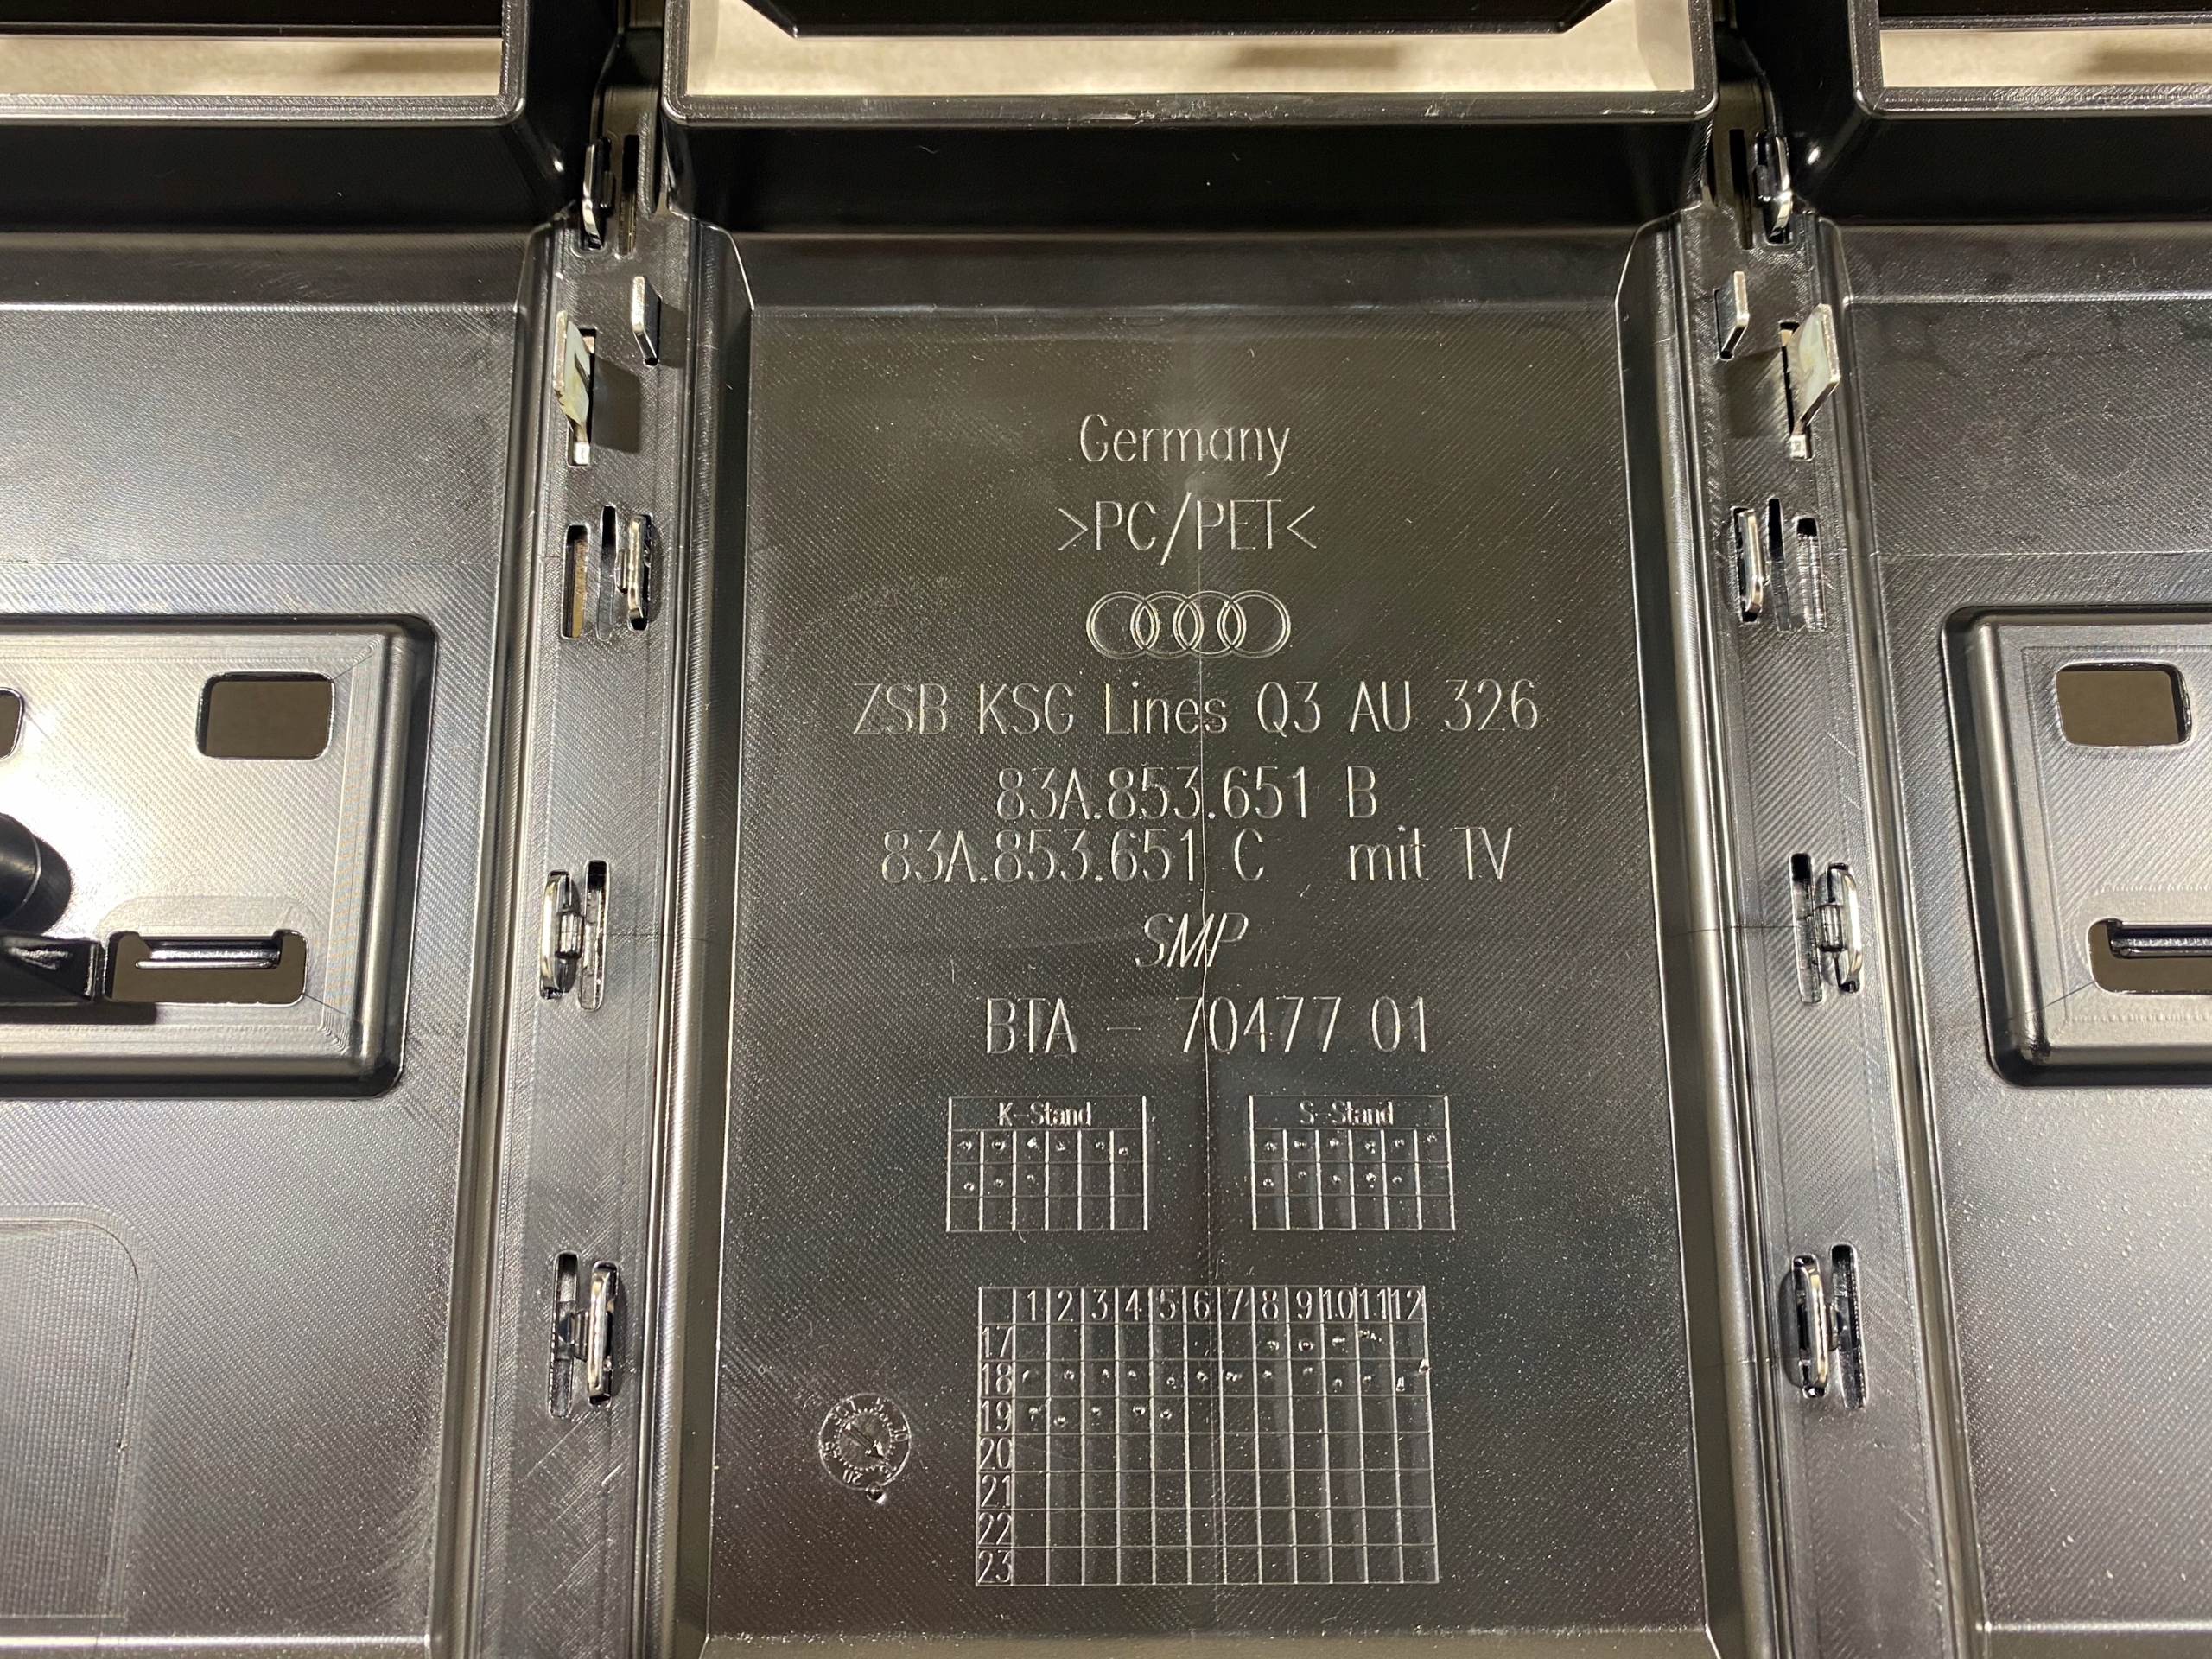 Germany
>PC/PET<
ZSB KSG Lines Q3 AU 326
83A.853.651 B
83A.853.651 C mit TV
SMP
BTA - 70477 01
K-Stand S-Stand
1 2 3 4 5 6 7 8 9 10 11 12
17
18
19
20
21
22
23